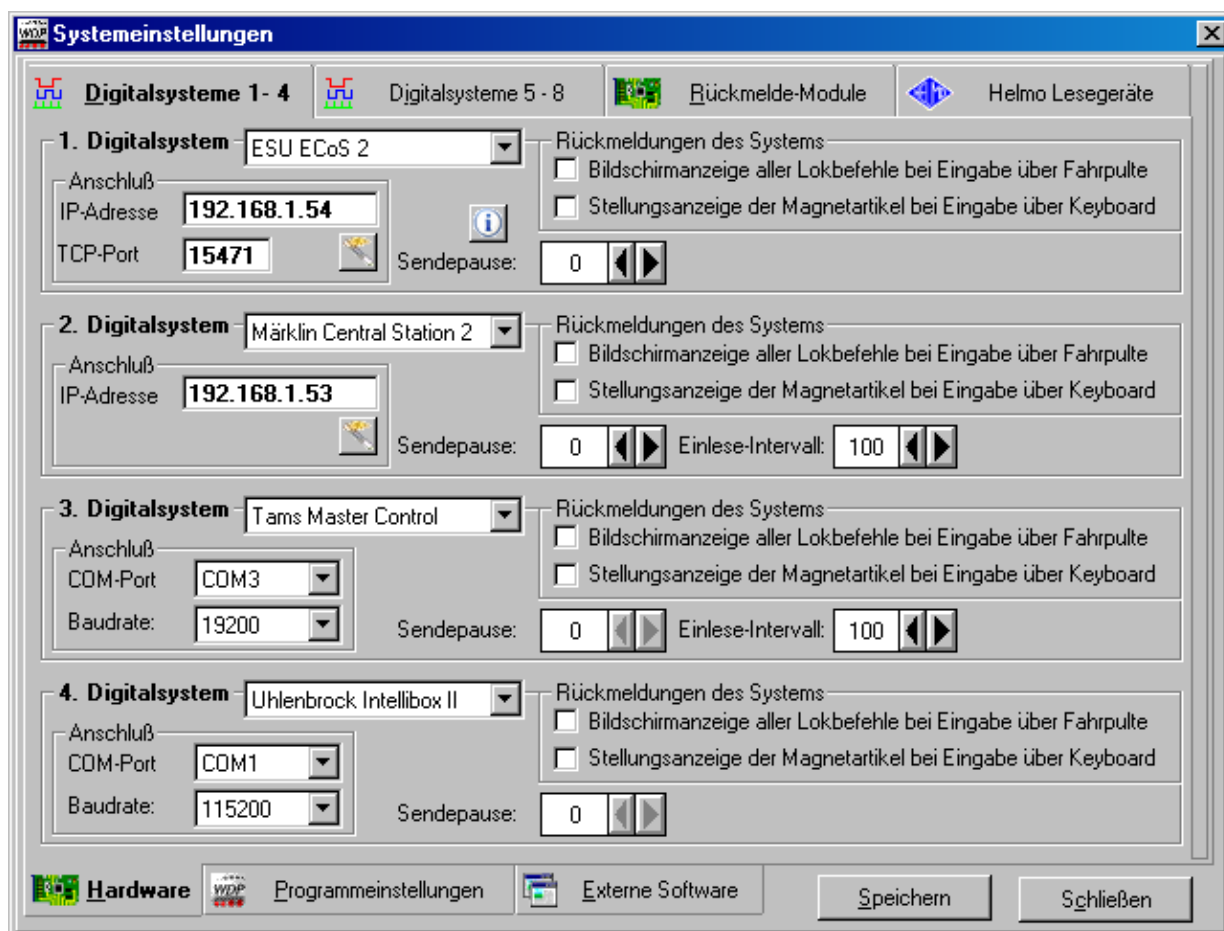 Systemeinstellungen
Digitalsysteme 1- 4
Digitalsysteme 5 - 8
Rückmelde-Module
Helmo Lesegeräte
1. Digitalsystem
ESU ECoS 2
Anschluß
IP-Adresse
192.168.1.54
TCP-Port
15471
Sendepause:
0
Rückmeldungen des Systems
Bildschirmanzeige aller Lokbefehle bei Eingabe über Fahrpulte
Stellungsanzeige der Magnetartikel bei Eingabe über Keyboard
2. Digitalsystem
Märklin Central Station 2
Anschluß
IP-Adresse
192.168.1.53
Sendepause:
0
Einlese-Intervall:
100
Rückmeldungen des Systems
Bildschirmanzeige aller Lokbefehle bei Eingabe über Fahrpulte
Stellungsanzeige der Magnetartikel bei Eingabe über Keyboard
3. Digitalsystem
Tams Master Control
Anschluß
COM-Port
COM3
Baudrate:
19200
Sendepause:
0
Einlese-Intervall:
100
Rückmeldungen des Systems
Bildschirmanzeige aller Lokbefehle bei Eingabe über Fahrpulte
Stellungsanzeige der Magnetartikel bei Eingabe über Keyboard
4. Digitalsystem
Uhlenbrock Intellibox II
Anschluß
COM-Port
COM1
Baudrate:
115200
Sendepause:
0
Rückmeldungen des Systems
Bildschirmanzeige aller Lokbefehle bei Eingabe über Fahrpulte
Stellungsanzeige der Magnetartikel bei Eingabe über Keyboard
Hardware
WDP
Programmeinstellungen
Externe Software
Speichern
Schließen